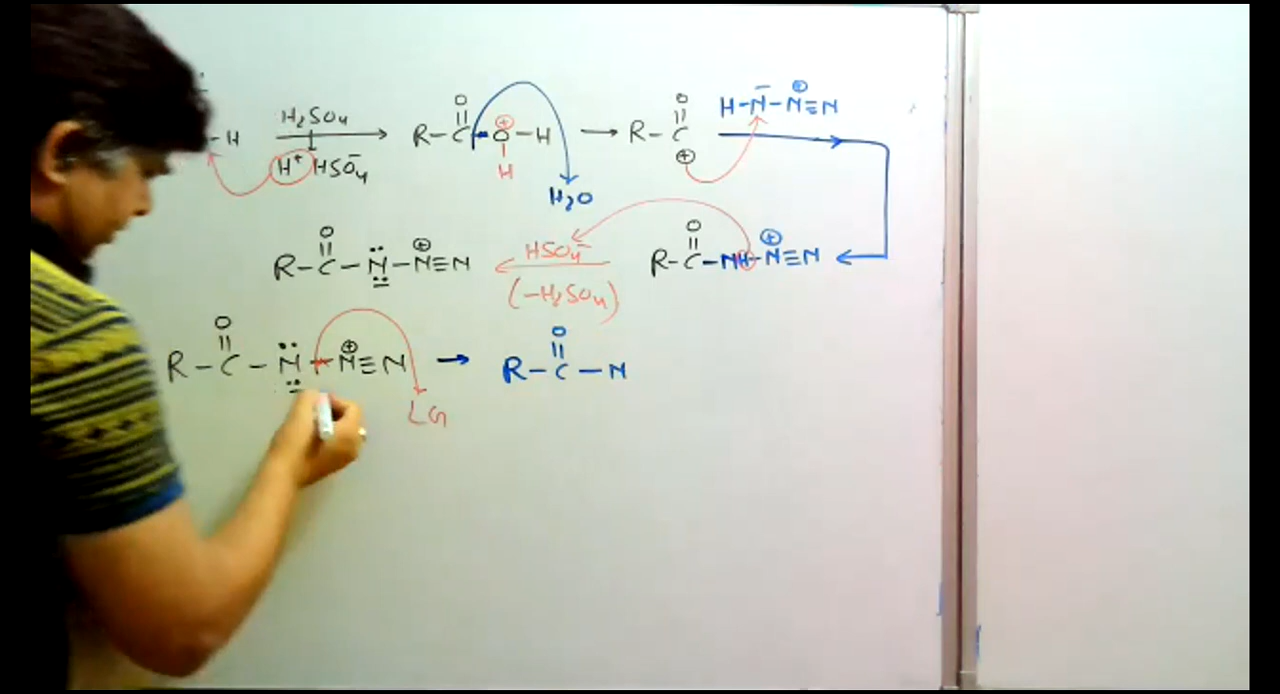 -H H₂SO₄ → R-C(=O)-O⊕(-H)-H → R-C⊕(=O) H-N̄-N⊕≡N
H⁺ HSO₄⁻
H₂O
R-C(=O)-N̈-N⊕≡N ← HSO₄⁻ R-C(=O)-NH-N⊕≡N ←
(-H₂SO₄)
R-C(=O)-N̈-N⊕≡N → R-C(=O)-N
LG